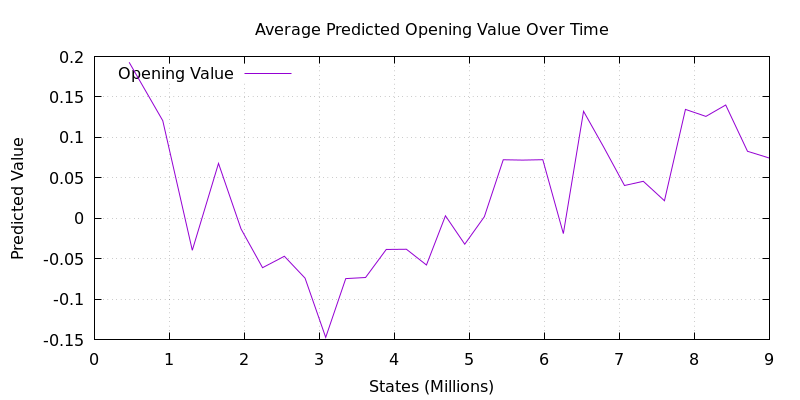 Average Predicted Opening Value Over Time
Opening Value
Predicted Value
0.2
0.15
0.1
0.05
0
-0.05
-0.1
-0.15
0 1 2 3 4 5 6 7 8 9
States (Millions)